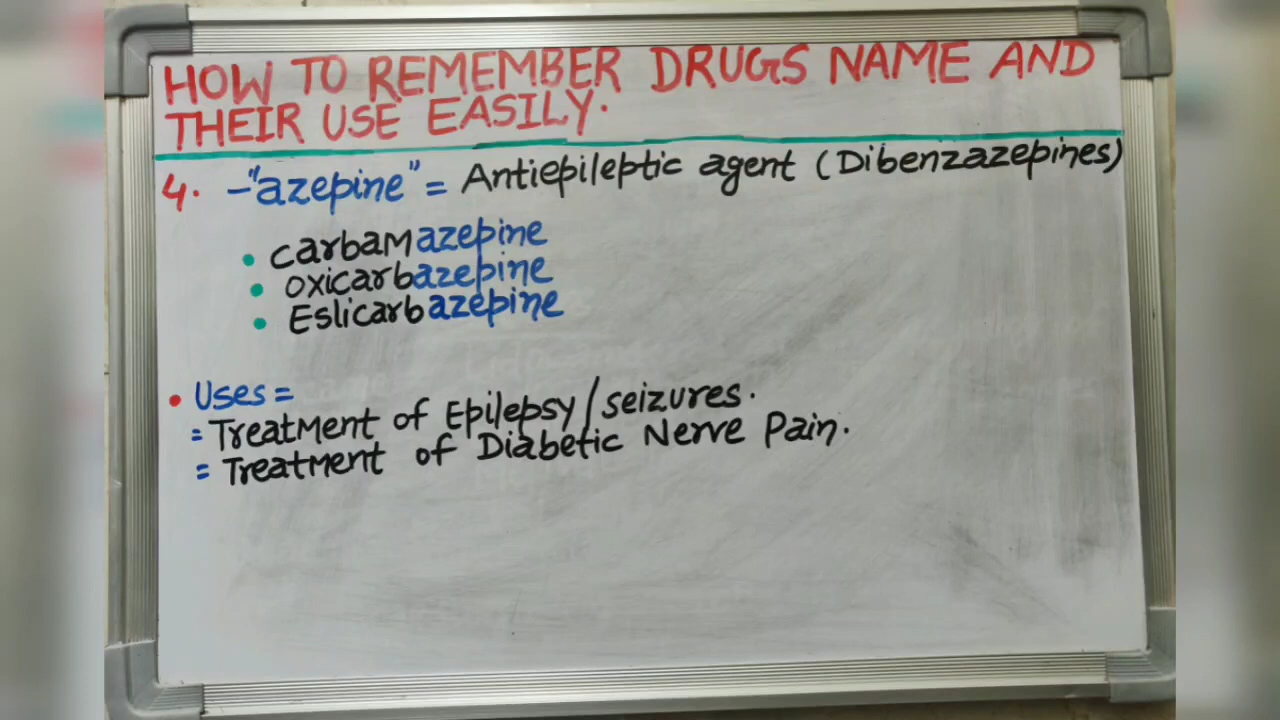 HOW TO REMEMBER DRUGS NAME AND
THEIR USE EASILY.
4. -"azepine" = Antiepileptic agent (Dibenzazepines)
• carbamazepine
• oxicarbazepine
• Eslicarbazepine
• Uses =
= Treatment of Epilepsy/seizures.
= Treatment of Diabetic Nerve Pain.